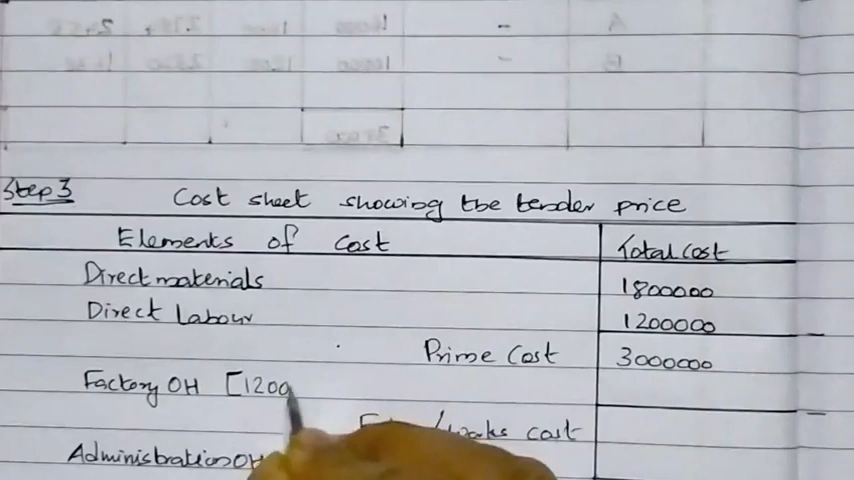 Step 3 Cost sheet showing the tender price
Elements of cost Total cost
Direct materials 1800000
Direct Labour 1200000
Prime Cost 3000000
Factory OH [1200
cost
Administration OH